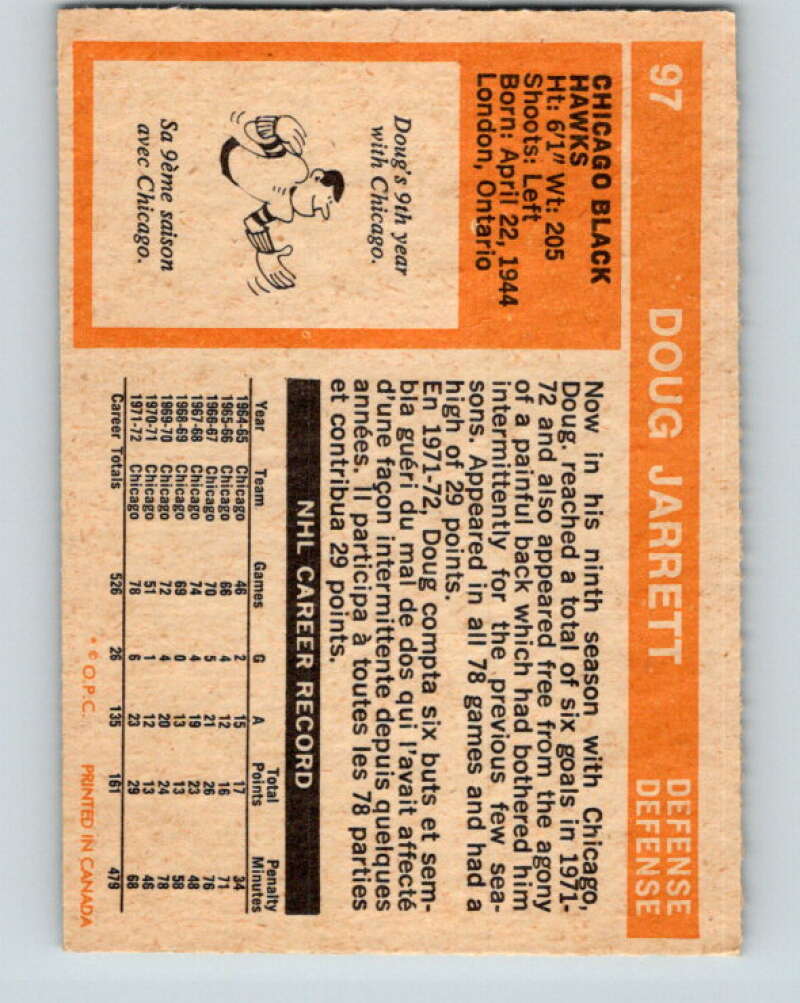 97 DOUG JARRETT DEFENSE
DEFENSE
CHICAGO BLACK
HAWKS
Ht: 6'1" Wt: 205
Shoots: Left
Born: April 22, 1944
London, Ontario
Doug's 9th year
with Chicago.
Sa 9ème saison
avec Chicago.
Now in his ninth season with Chicago,
Doug. reached a total of six goals in 1971-
72 and also appeared free from the agony
of a painful back which had bothered him
intermittently for the previous few sea-
sons. Appeared in all 78 games and had a
high of 29 points.
En 1971-72, Doug compta six buts et sem-
bla guéri du mal de dos qui l'avait affecté
d'une façon intermittente depuis quelques
années. Il participa à toutes les 78 parties
et contribua 29 points.
NHL CAREER RECORD
Year Team Games G A Total Points Penalty Minutes
1964-65 Chicago 46 2 15 17 34
1965-66 Chicago 66 4 12 16 71
1966-67 Chicago 70 5 21 26 76
1967-68 Chicago 74 4 19 23 48
1968-69 Chicago 69 0 13 13 58
1969-70 Chicago 72 4 20 24 78
1970-71 Chicago 51 1 12 13 46
1971-72 Chicago 78 6 23 29 68
Career Totals 526 26 135 161 479
* © O.P.C. PRINTED IN CANADA